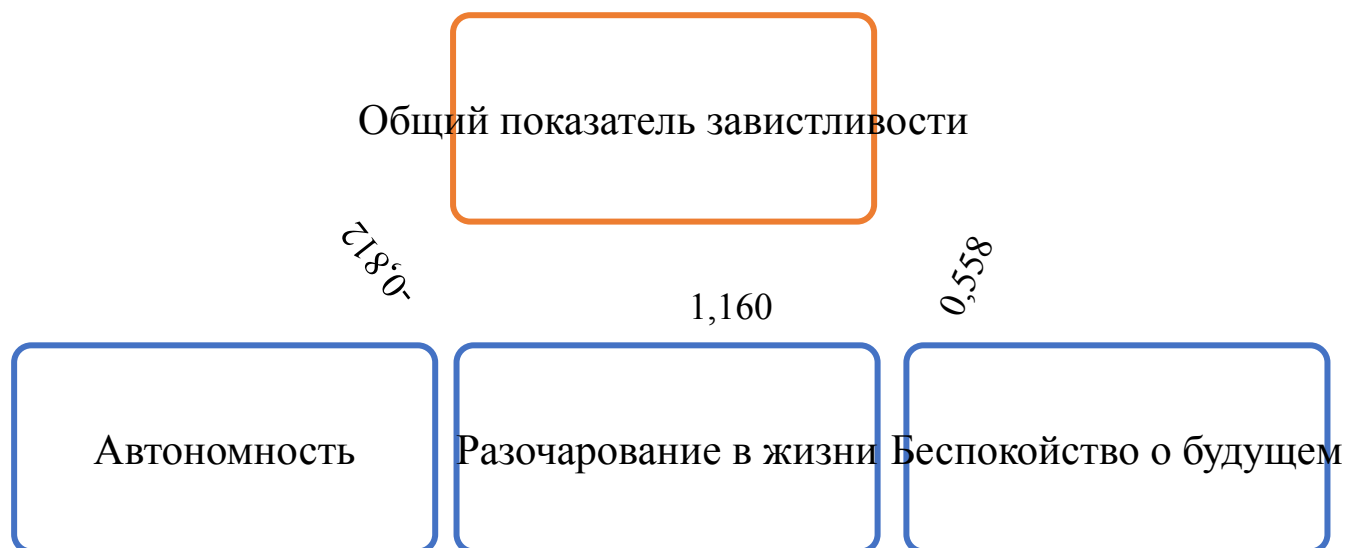 Общий показатель завистливости
-0,812
1,160
0,558
Автономность
Разочарование в жизни
Беспокойство о будущем